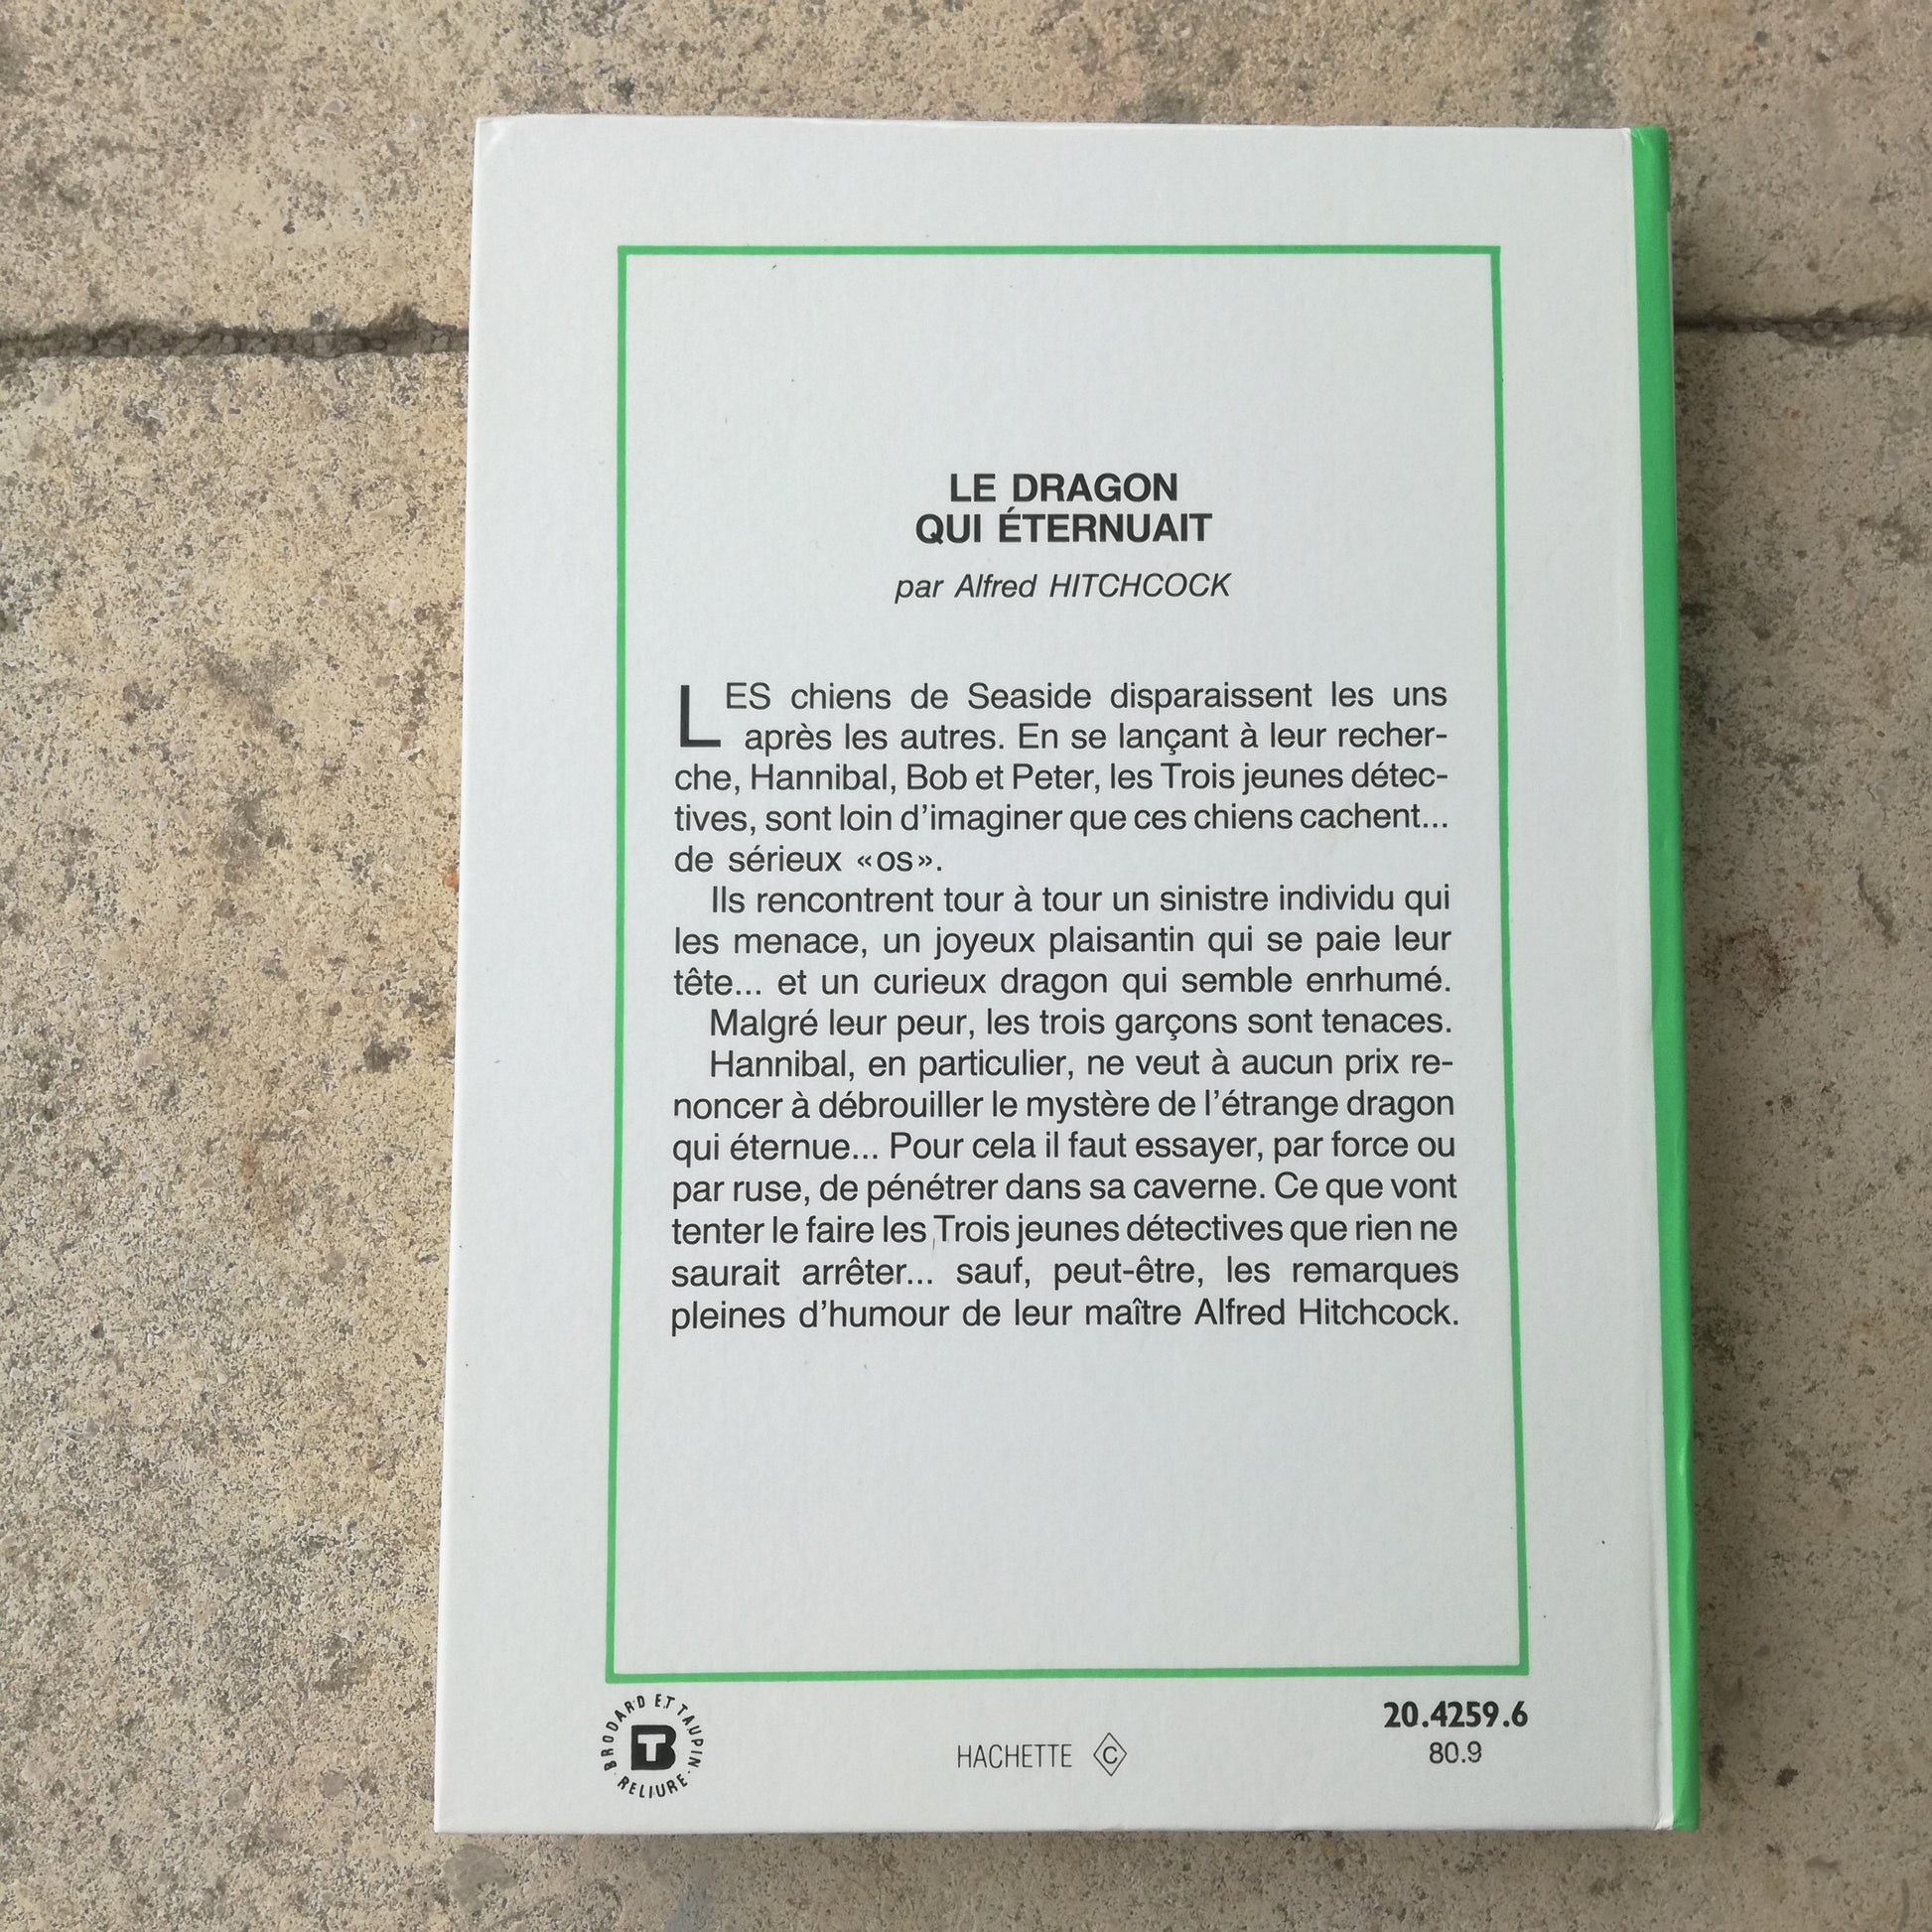 LE DRAGON
QUI ÉTERNUAIT
par Alfred HITCHCOCK
LES chiens de Seaside disparaissent les uns
après les autres. En se lançant à leur recher-
che, Hannibal, Bob et Peter, les Trois jeunes détec-
tives, sont loin d'imaginer que ces chiens cachent...
de sérieux «os».
Ils rencontrent tour à tour un sinistre individu qui
les menace, un joyeux plaisantin qui se paie leur
tête... et un curieux dragon qui semble enrhumé.
Malgré leur peur, les trois garçons sont tenaces.
Hannibal, en particulier, ne veut à aucun prix re-
noncer à débrouiller le mystère de l'étrange dragon
qui éternue... Pour cela il faut essayer, par force ou
par ruse, de pénétrer dans sa caverne. Ce que vont
tenter le faire les Trois jeunes détectives que rien ne
saurait arrêter... sauf, peut-être, les remarques
pleines d'humour de leur maître Alfred Hitchcock.
BRODARD ET TAUPIN
BT
RELIURE
HACHETTE C
20.4259.6
80.9